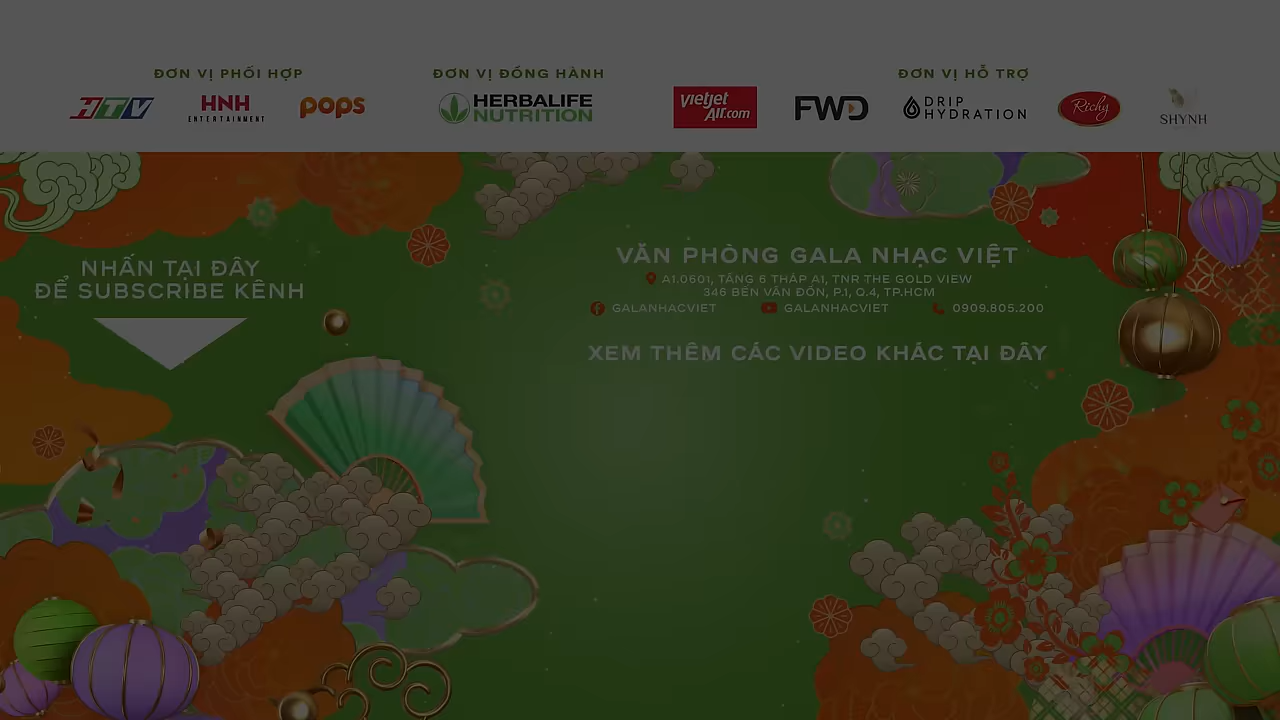 ĐƠN VỊ PHỐI HỢP
ĐƠN VỊ ĐỒNG HÀNH
ĐƠN VỊ HỖ TRỢ
HTV
HNH
ENTERTAINMENT
POPS
HERBALIFE
NUTRITION
vietjet
Air.com
FWD
DRIP
HYDRATION
Richy
SHYNH
NHẤN TẠI ĐÂY
ĐỂ SUBSCRIBE KÊNH
VĂN PHÒNG GALA NHẠC VIỆT
A1.0601, TẦNG 6 THÁP A1, TNR THE GOLD VIEW
346 BẾN VÂN ĐỒN, P.1, Q.4, TP.HCM
GALANHACVIET GALANHACVIET 0909.805.200
XEM THÊM CÁC VIDEO KHÁC TẠI ĐÂY